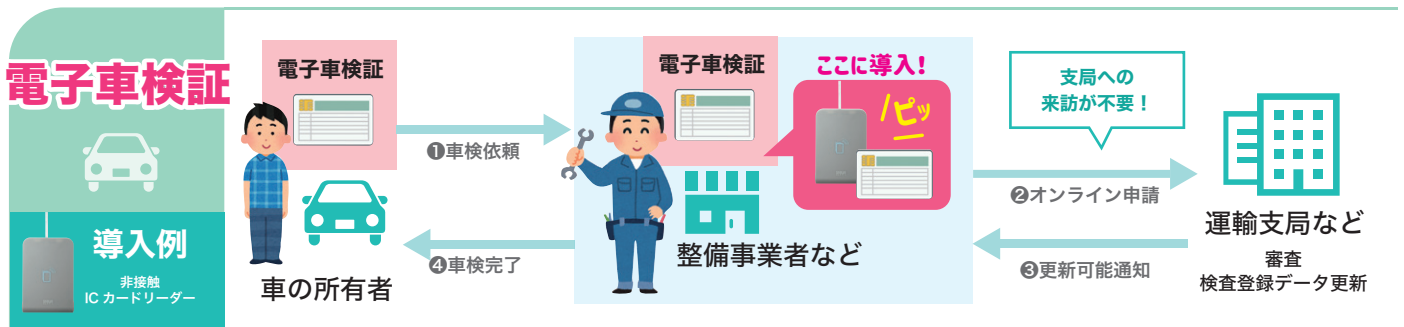 電子車検証
導入例
非接触
ICカードリーダー
電子車検証
車の所有者
❶車検依頼
❹車検完了
電子車検証
ここに導入！
ピッ
整備事業者など
支局への
来訪が不要！
❷オンライン申請
❸更新可能通知
運輸支局など
審査
検査登録データ更新